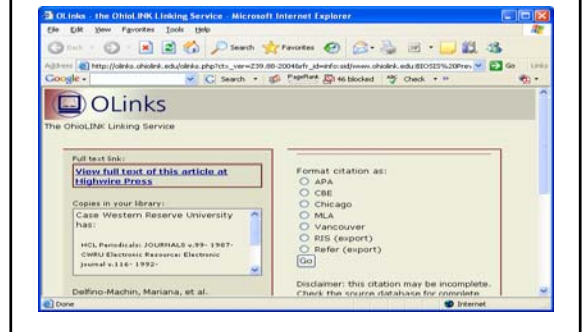 OLinks - the OhioLINK Linking Service - Microsoft Internet Explorer
File Edit View Favorites Tools Help
Search Favorites
Address http://olinks.ohiolink.edu/olinks.php?ctx_ver=Z39.88-2004&rfr_id=info:sid/www.ohiolink.edu:BIOSIS%20Prev Go Links
Google Search PageRank 46 blocked Check
OLinks
The OhioLINK Linking Service
Full text link:
View full text of this article at
Highwire Press
Copies in your library:
Case Western Reserve University
has:
HCL Periodicals: JOURNALS v.99- 1987-
CWRU Electronic Resource: Electronic
journal v.116- 1992-
Delfino-Machin, Mariana, et al.
Format citation as:
APA
CBE
Chicago
MLA
Vancouver
RIS (export)
Refer (export)
Go
Disclaimer: this citation may be incomplete.
Check the source database for complete
Done
Internet